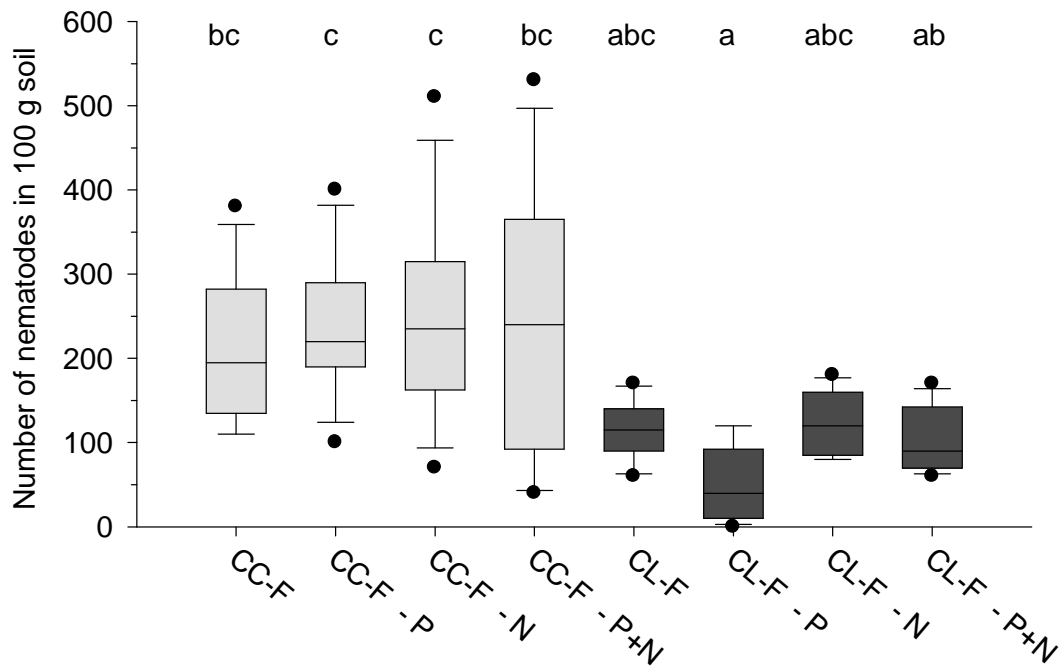 Number of nematodes in 100 g soil
600
500
400
300
200
100
0
bc c c bc abc a abc ab
CC-F
CC-F - P
CC-F - N
CC-F - P+N
CL-F
CL-F - P
CL-F - N
CL-F - P+N